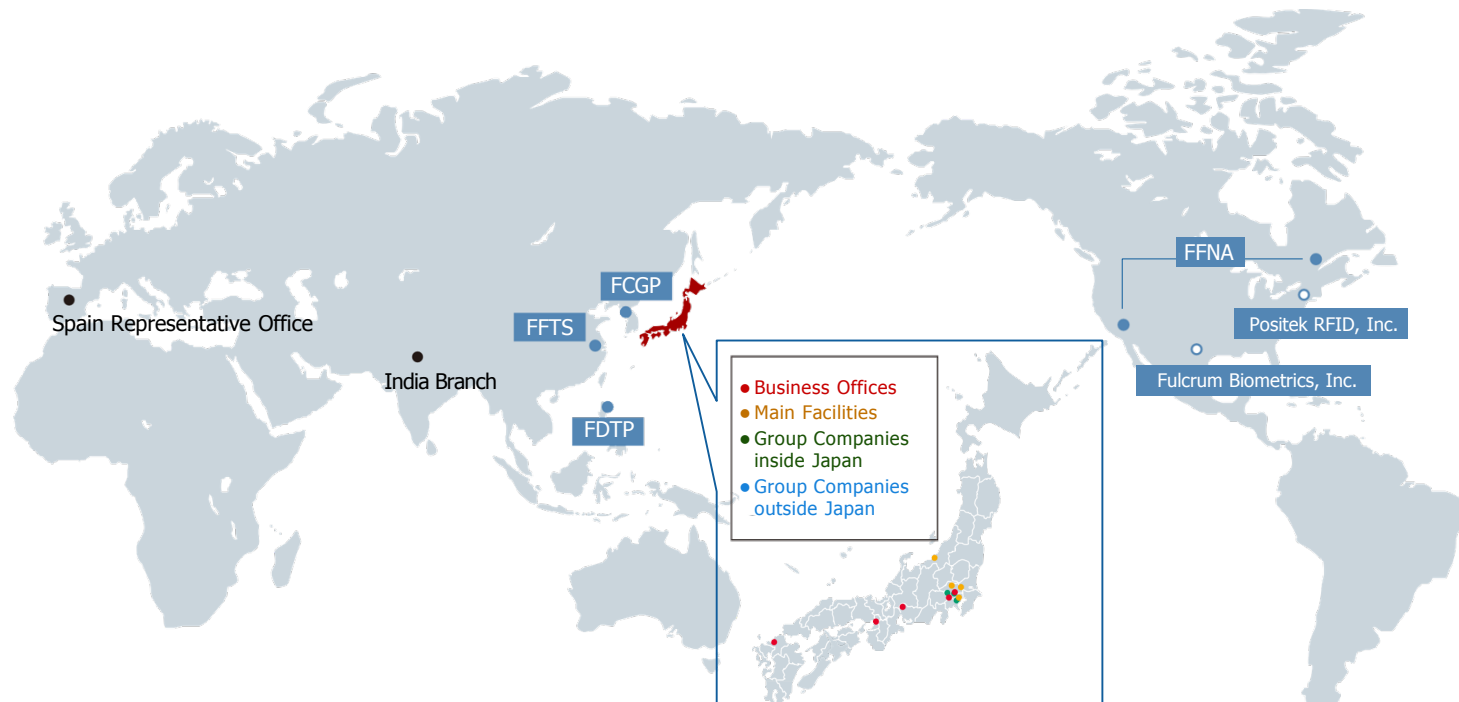 FFNA
FCGP
Spain Representative Office
FFTS
Positek RFID, Inc.
India Branch
Fulcrum Biometrics, Inc.
FDTP
Business Offices
Main Facilities
Group Companies
inside Japan
Group Companies
outside Japan